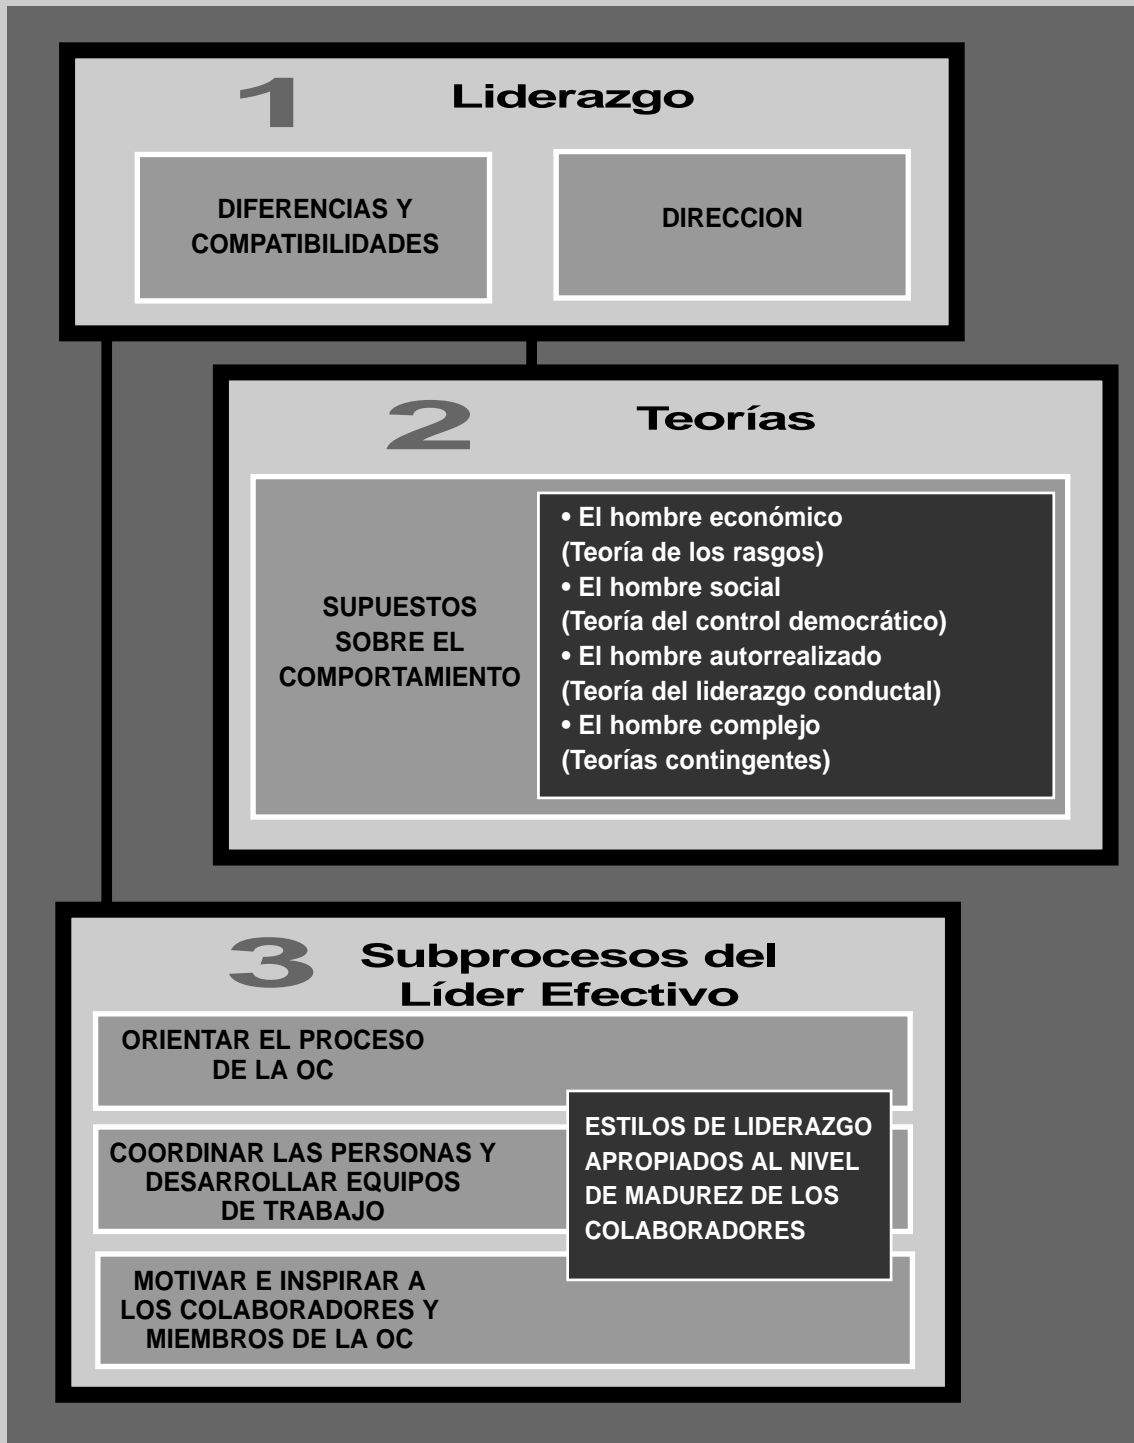 1 Liderazgo
DIFERENCIAS Y
COMPATIBILIDADES
DIRECCION
2 Teorías
SUPUESTOS
SOBRE EL
COMPORTAMIENTO
• El hombre económico
(Teoría de los rasgos)
• El hombre social
(Teoría del control democrático)
• El hombre autorrealizado
(Teoría del liderazgo conductal)
• El hombre complejo
(Teorías contingentes)
3 Subprocesos del
Líder Efectivo
ORIENTAR EL PROCESO
DE LA OC
COORDINAR LAS PERSONAS Y
DESARROLLAR EQUIPOS
DE TRABAJO
MOTIVAR E INSPIRAR A
LOS COLABORADORES Y
MIEMBROS DE LA OC
ESTILOS DE LIDERAZGO
APROPIADOS AL NIVEL
DE MADUREZ DE LOS
COLABORADORES